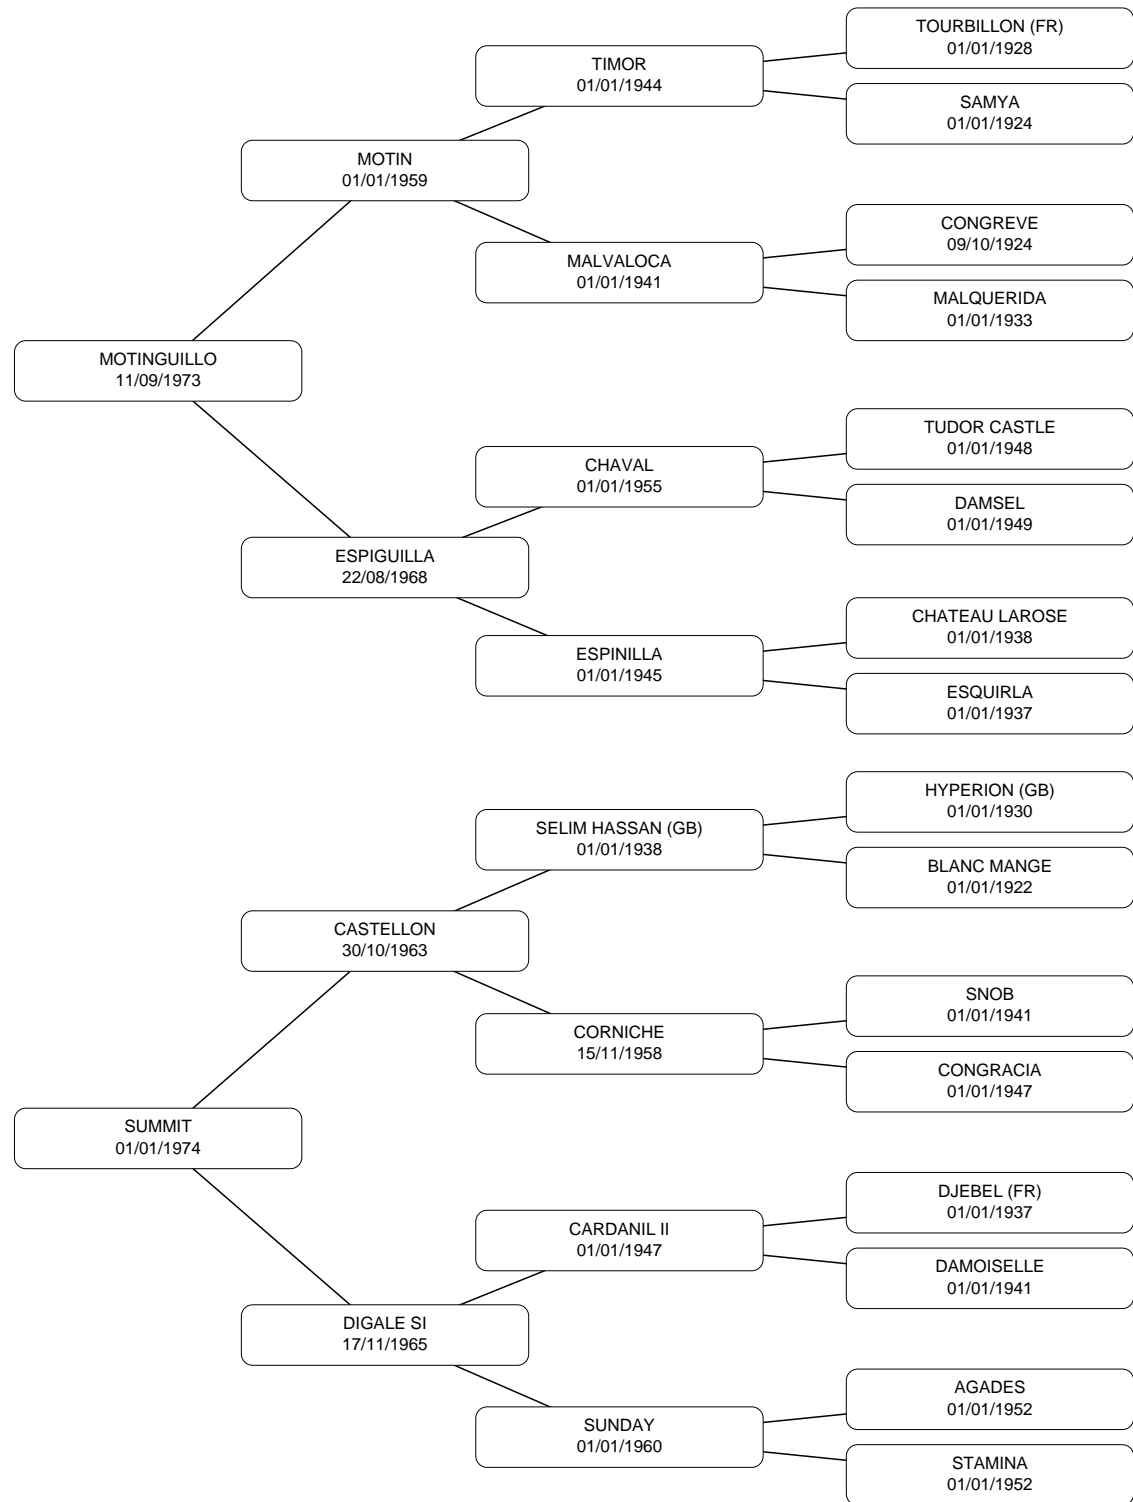 TOURBILLON (FR)
01/01/1928
TIMOR
01/01/1944
SAMYA
01/01/1924
MOTIN
01/01/1959
CONGREVE
09/10/1924
MALVALOCA
01/01/1941
MALQUERIDA
01/01/1933
MOTINGUILLO
11/09/1973
TUDOR CASTLE
01/01/1948
CHAVAL
01/01/1955
DAMSEL
01/01/1949
ESPIGUILLA
22/08/1968
CHATEAU LAROSE
01/01/1938
ESPINILLA
01/01/1945
ESQUIRLA
01/01/1937
HYPERION (GB)
01/01/1930
SELIM HASSAN (GB)
01/01/1938
BLANC MANGE
01/01/1922
CASTELLON
30/10/1963
SNOB
01/01/1941
CORNICHE
15/11/1958
CONGRACIA
01/01/1947
SUMMIT
01/01/1974
DJEBEL (FR)
01/01/1937
CARDANIL II
01/01/1947
DAMOISELLE
01/01/1941
DIGALE SI
17/11/1965
AGADES
01/01/1952
SUNDAY
01/01/1960
STAMINA
01/01/1952